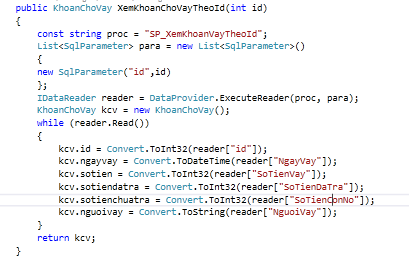 public KhoanChoVay XemKhoanChoVayTheoId(int id)
{
const string proc = "SP_XemKhoanVayTheoId";
List<SqlParameter> para = new List<SqlParameter>()
{
new SqlParameter("id",id)
};
IDataReader reader = DataProvider.ExecuteReader(proc, para);
KhoanChoVay kcv = new KhoanChoVay();
while (reader.Read())
{
kcv.id = Convert.ToInt32(reader["id"]);
kcv.ngayvay = Convert.ToDateTime(reader["NgayVay"]);
kcv.sotien = Convert.ToInt32(reader["SoTienVay"]);
kcv.sotiendatra = Convert.ToInt32(reader["SoTienDaTra"]);
kcv.sotienchuatra = Convert.ToInt32(reader["SoTienConNo"]);
kcv.nguoivay = Convert.ToString(reader["NguoiVay"]);
}
return kcv;
}